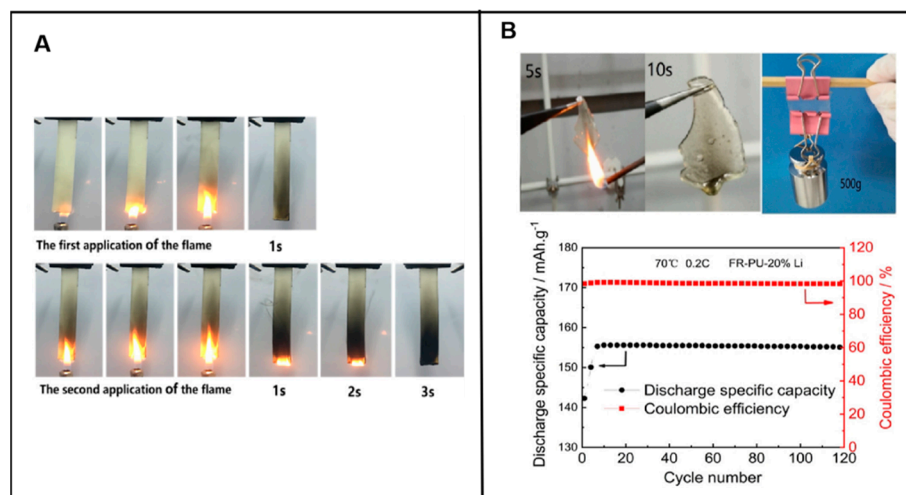 A
The first application of the flame
1s
The second application of the flame
1s
2s
3s
B
5s
10s
500g
70℃ 0.2C FR-PU-20% Li
Discharge specific capacity / mAh.g⁻¹
180
170
160
150
140
130
Discharge specific capacity
Coulombic efficiency
0
20
40
60
80
100
120
Cycle number
100
80
60
40
20
0
Coulombic efficiency / %